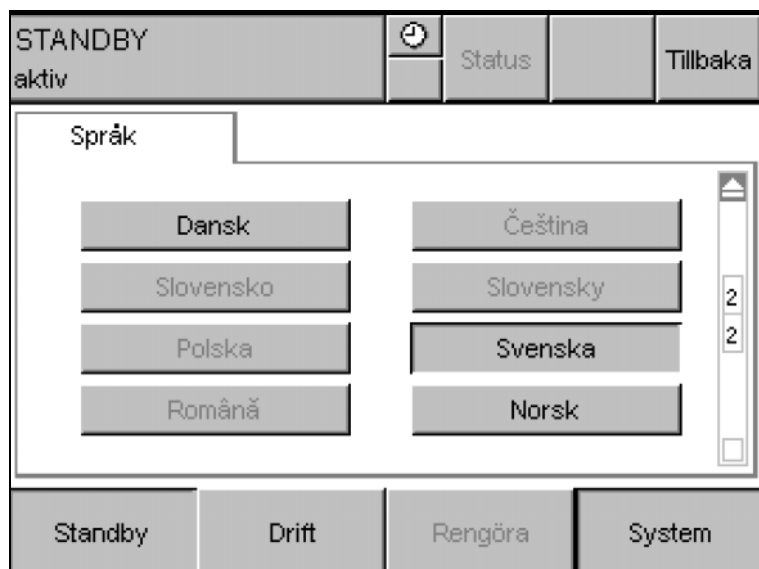 STANDBY
aktiv
Status
Tillbaka
Språk
Dansk
Čeština
Slovensko
Slovensky
2
Polska
Svenska
2
Română
Norsk
Standby
Drift
Rengöra
System